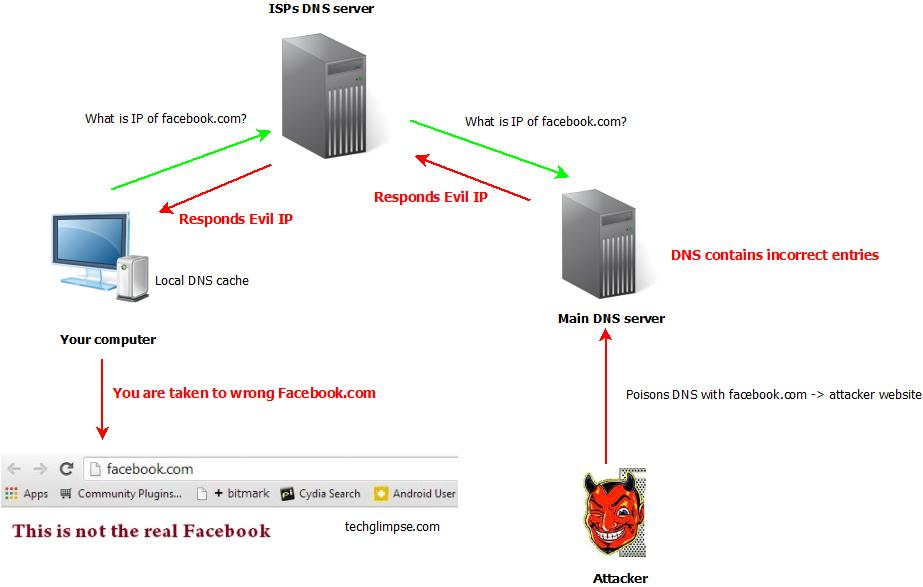 ISPs DNS server
What is IP of facebook.com?
What is IP of facebook.com?
Responds Evil IP
Responds Evil IP
DNS contains incorrect entries
Local DNS cache
Main DNS server
Your computer
You are taken to wrong Facebook.com
Poisons DNS with facebook.com -> attacker website
facebook.com
Apps Community Plugins... + bitmark Cydia Search Android User
This is not the real Facebook
techglimpse.com
Attacker